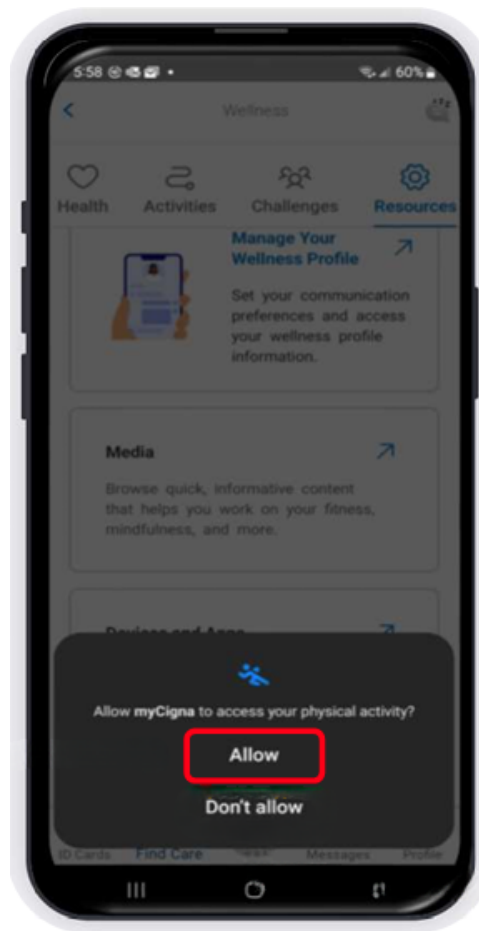 5:58
60%
Wellness
Health
Activities
Challenges
Resources
Manage Your
Wellness Profile
Set your communication
preferences and access
your wellness profile
information.
Media
Browse quick, informative content
that helps you work on your fitness,
mindfulness, and more.
Devices and Apps
Allow myCigna to access your physical activity?
Allow
Don't allow
ID Cards
Find Care
Messages
Profile